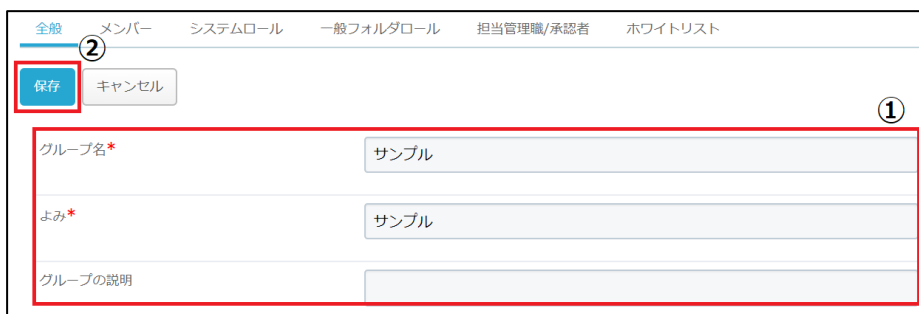 全般 メンバー システムロール 一般フォルダロール 担当管理職/承認者 ホワイトリスト
②
保存 キャンセル
①
グループ名* サンプル
よみ* サンプル
グループの説明